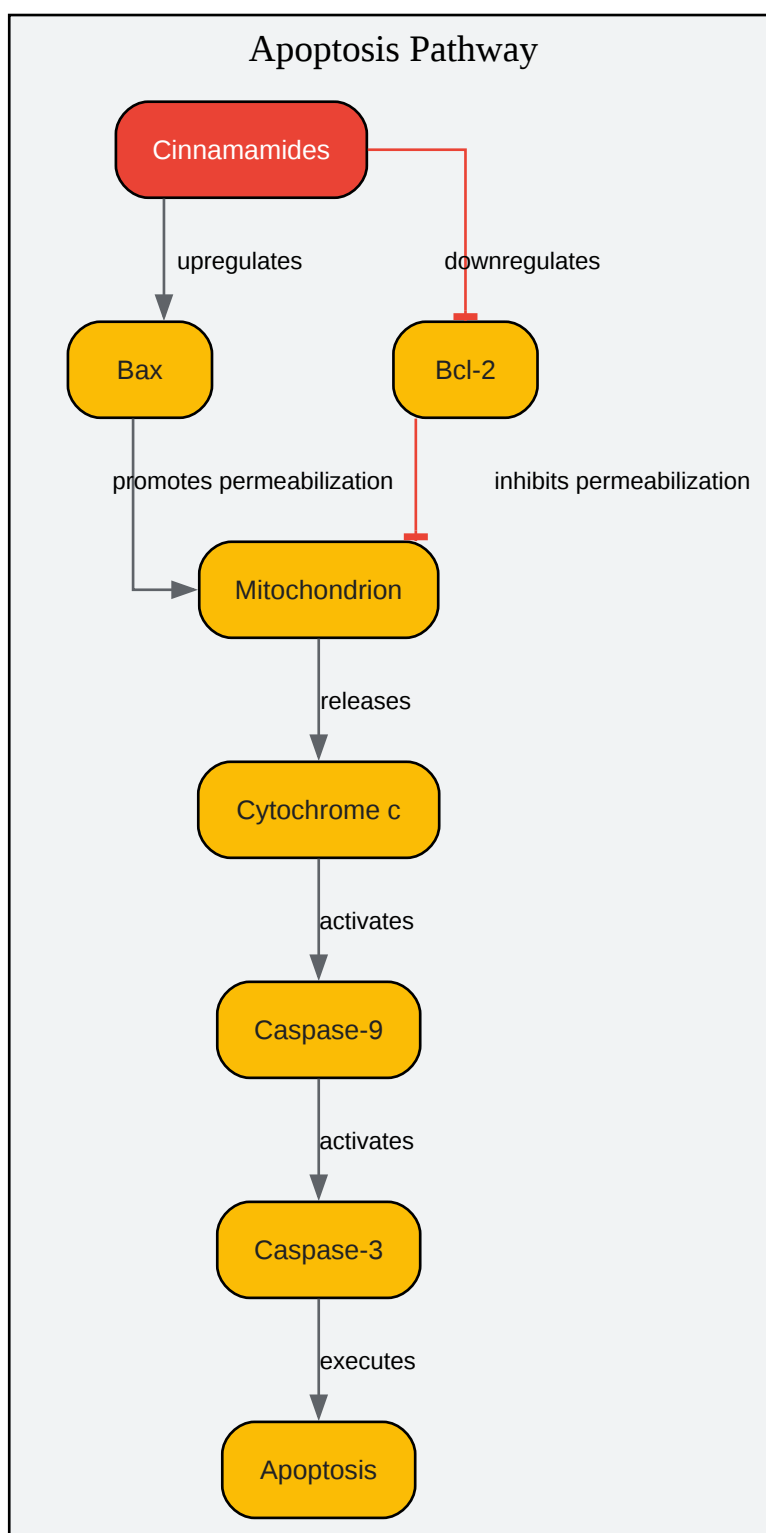 Apoptosis Pathway
Cinnamamides
upregulates
downregulates
Bax
Bcl-2
promotes permeabilization
inhibits permeabilization
Mitochondrion
releases
Cytochrome c
activates
Caspase-9
activates
Caspase-3
executes
Apoptosis